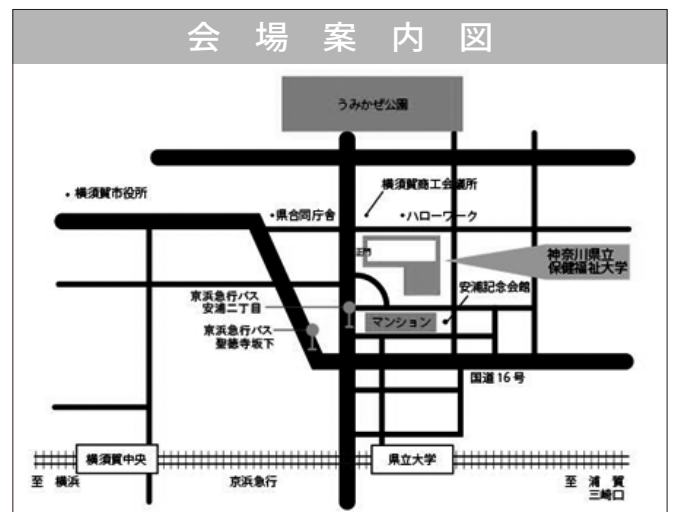 会場案内図
うみかぜ公園
横須賀商工会議所
・横須賀市役所
・県合同庁舎
・ハローワーク
正門
神奈川県立
保健福祉大学
安浦記念会館
京浜急行バス
安浦二丁目
マンション
京浜急行バス
聖徳寺坂下
国道16号
横須賀中央
県立大学
至 横浜
京浜急行
至 浦賀
三崎口